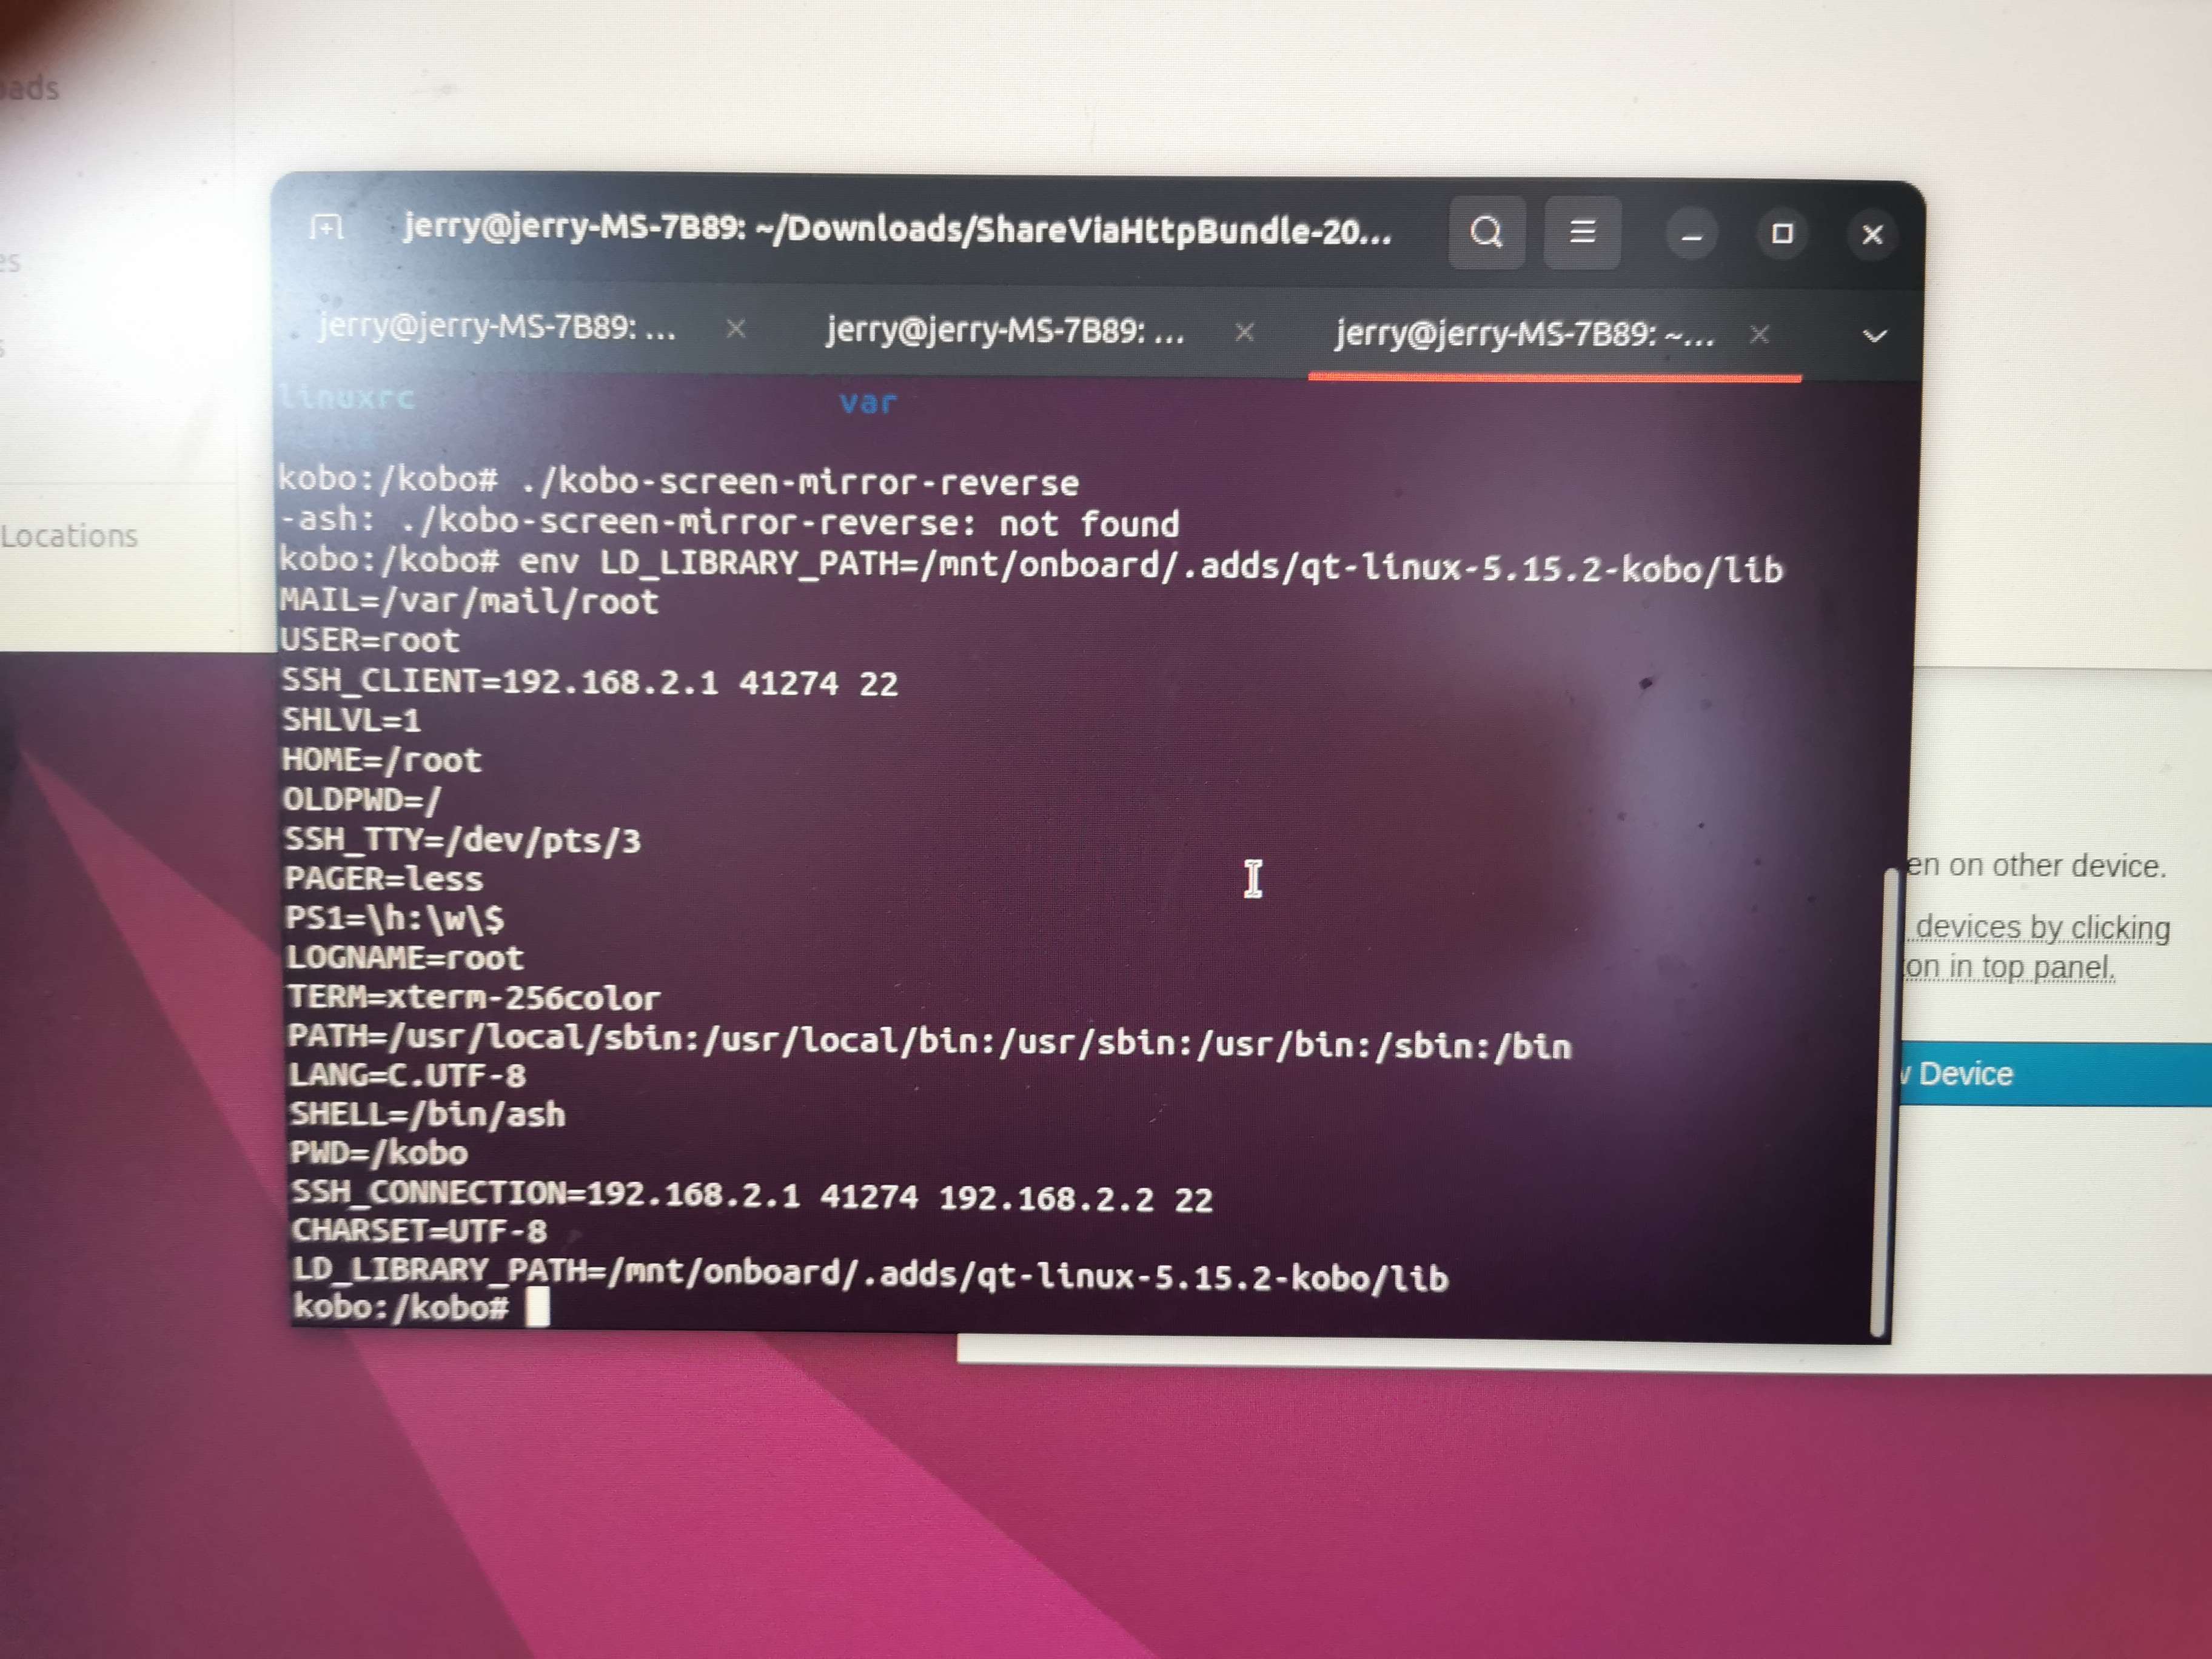 jerry@jerry-MS-7B89: ~/Downloads/ShareViaHttpBundle-20...
jerry@jerry-MS-7B89: ...
jerry@jerry-MS-7B89: ...
jerry@jerry-MS-7B89: ~...
linuxrc var
kobo:/kobo# ./kobo-screen-mirror-reverse
-ash: ./kobo-screen-mirror-reverse: not found
kobo:/kobo# env LD_LIBRARY_PATH=/mnt/onboard/.adds/qt-linux-5.15.2-kobo/lib
MAIL=/var/mail/root
USER=root
SSH_CLIENT=192.168.2.1 41274 22
SHLVL=1
HOME=/root
OLDPWD=/
SSH_TTY=/dev/pts/3
PAGER=less
PS1=\h:\w\$
LOGNAME=root
TERM=xterm-256color
PATH=/usr/local/sbin:/usr/local/bin:/usr/sbin:/usr/bin:/sbin:/bin
LANG=C.UTF-8
SHELL=/bin/ash
PWD=/kobo
SSH_CONNECTION=192.168.2.1 41274 192.168.2.2 22
CHARSET=UTF-8
LD_LIBRARY_PATH=/mnt/onboard/.adds/qt-linux-5.15.2-kobo/lib
kobo:/kobo#
Locations
en on other device.
devices by clicking
on in top panel.
Device